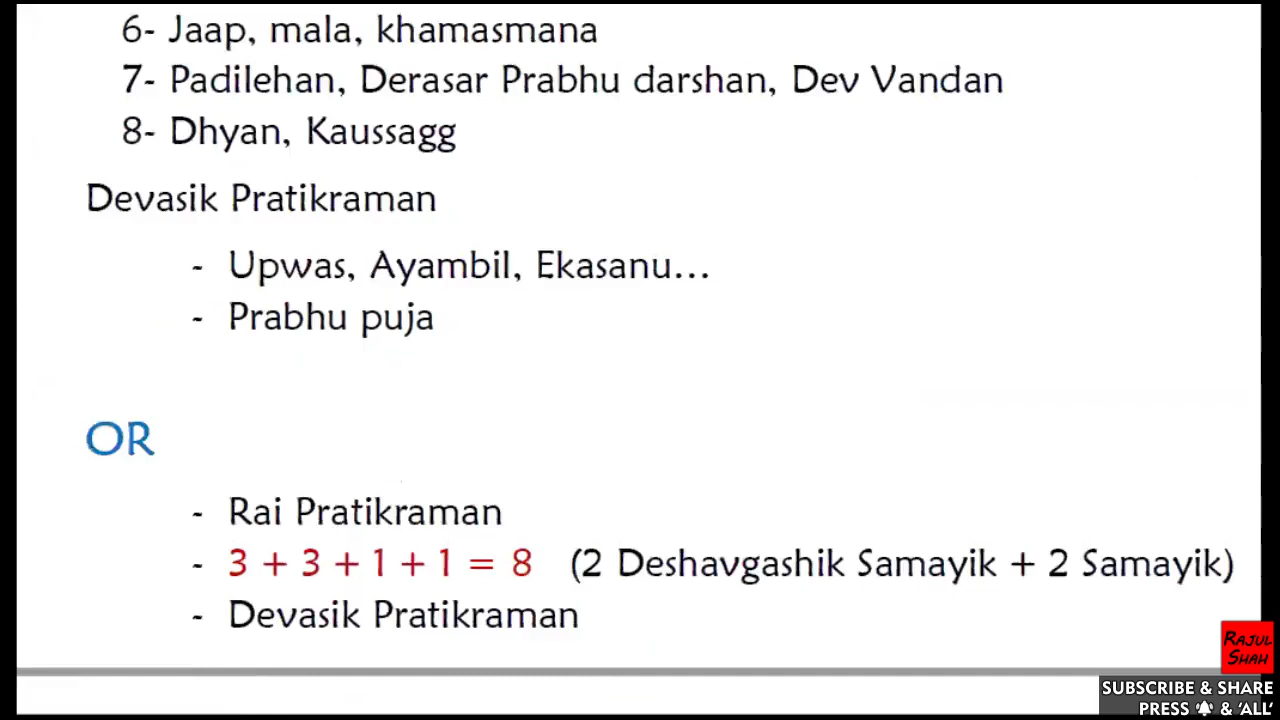 6- Jaap, mala, khamasmana
7- Padilehan, Derasar Prabhu darshan, Dev Vandan
8- Dhyan, Kaussagg
Devasik Pratikraman
- Upwas, Ayambil, Ekasanu...
- Prabhu puja
OR
- Rai Pratikraman
- 3 + 3 + 1 + 1 = 8 (2 Deshavgashik Samayik + 2 Samayik)
- Devasik Pratikraman
RAJUL
SHAH
SUBSCRIBE & SHARE
PRESS 🔔 & 'ALL'